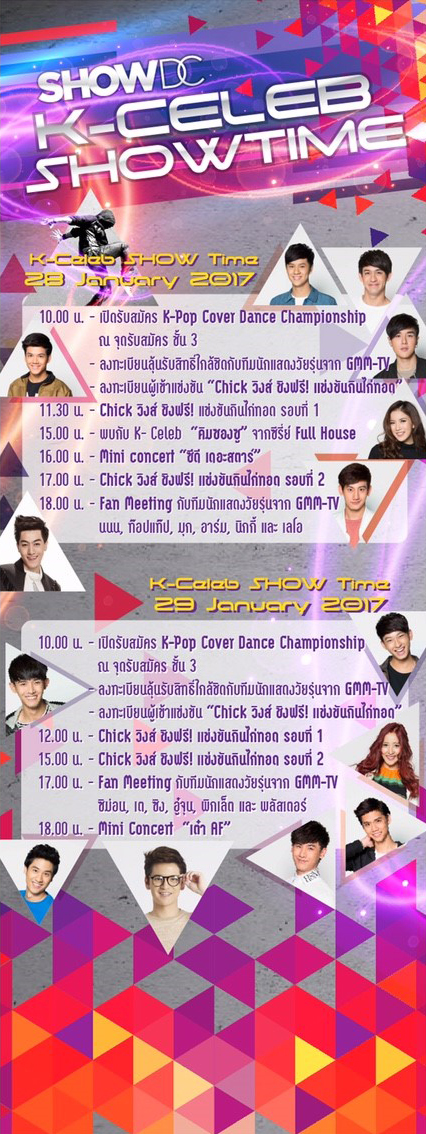 SHOWDC
K-CELEB
SHOWTIME
K-Celeb SHOW Time
28 January 2017
10.00 น. - เปิดรับสมัคร K-Pop Cover Dance Championship
ณ จุดรับสมัคร ชั้น 3
- ลงทะเบียนลุ้นรับสิทธิ์ใกล้ชิดกับทีมนักแสดงวัยรุ่นจาก GMM-TV
- ลงทะเบียนผู้เข้าแข่งขัน "Chick วิงส์ ชิงฟรี! แข่งขันกินไก่ทอด"
11.30 น. - Chick วิงส์ ชิงฟรี! แข่งขันกินไก่ทอด รอบที่ 1
15.00 น. - พบกับ K- Celeb "คิมซองซู" จากซีรี่ย์ Full House
16.00 น. - Mini concert "ซีดี เดอะสตาร์"
17.00 น. - Chick วิงส์ ชิงฟรี! แข่งขันกินไก่ทอด รอบที่ 2
18.00 น. - Fan Meeting กับทีมนักแสดงวัยรุ่นจาก GMM-TV
นนน, ท๊อปแท๊ป, มุก, อาร์ม, นิกกี้ และ เลโอ
K-Celeb SHOW Time
29 January 2017
10.00 น. - เปิดรับสมัคร K-Pop Cover Dance Championship
ณ จุดรับสมัคร ชั้น 3
- ลงทะเบียนลุ้นรับสิทธิ์ใกล้ชิดกับทีมนักแสดงวัยรุ่นจาก GMM-TV
- ลงทะเบียนผู้เข้าแข่งขัน "Chick วิงส์ ชิงฟรี! แข่งขันกินไก่ทอด"
12.00 น. - Chick วิงส์ ชิงฟรี! แข่งขันกินไก่ทอด รอบที่ 1
15.00 น. - Chick วิงส์ ชิงฟรี! แข่งขันกินไก่ทอด รอบที่ 2
17.00 น. - Fan Meeting กับทีมนักแสดงวัยรุ่นจาก GMM-TV
ซิม่อน, เด, ซิง, อู๋จุน, พิกเล็ต และ พลัสเตอร์
18.00 น. - Mini Concert "เต๋า AF"